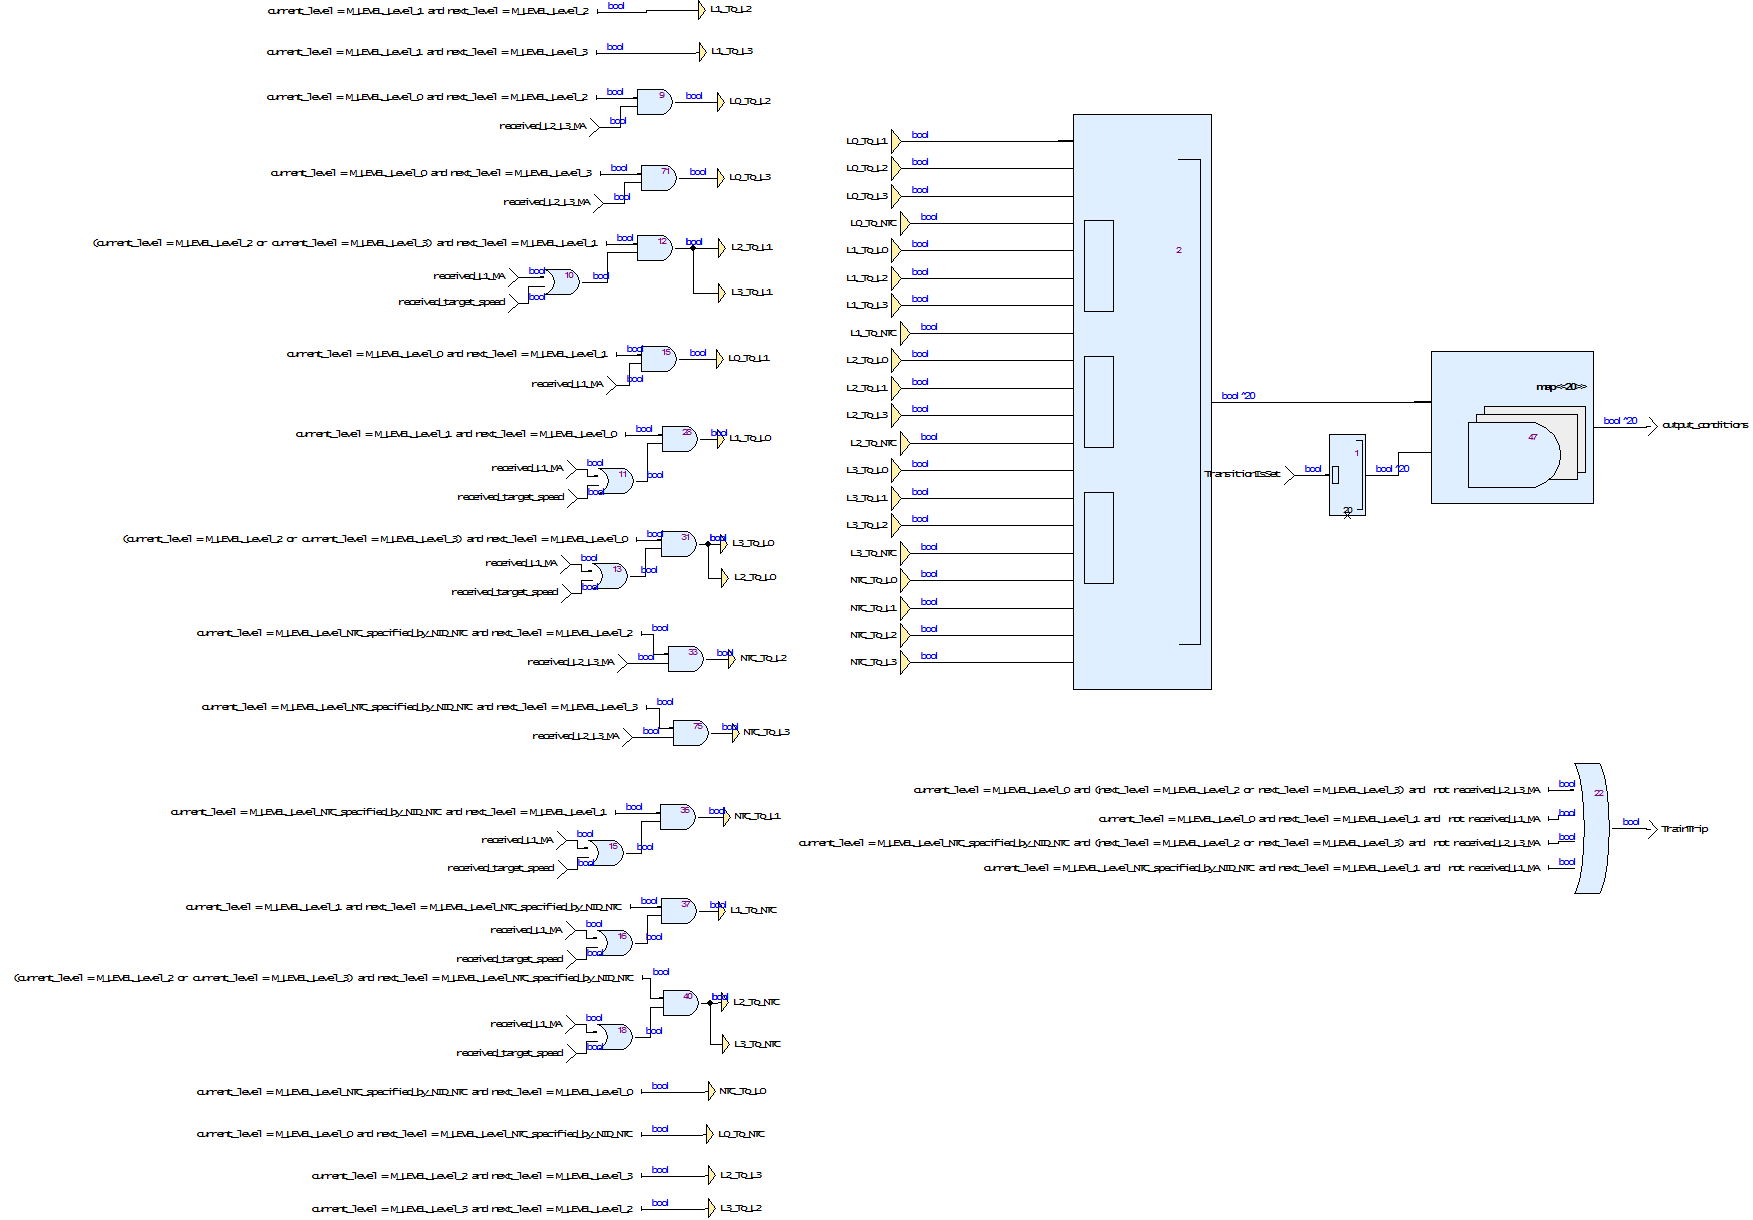 current_level = M_LEVEL_Level_1 and next_level = M_LEVEL_Level_2 bool L1_To_L2
current_level = M_LEVEL_Level_1 and next_level = M_LEVEL_Level_3 bool L1_To_L3
current_level = M_LEVEL_Level_0 and next_level = M_LEVEL_Level_2 bool 9 bool L0_To_L2
received_L2_L3_MA bool
current_level = M_LEVEL_Level_0 and next_level = M_LEVEL_Level_3 bool 71 bool L0_To_L3
received_L2_L3_MA bool
(current_level = M_LEVEL_Level_2 or current_level = M_LEVEL_Level_3) and next_level = M_LEVEL_Level_1 bool 12 bool L2_To_L1
received_L1_MA bool 10 bool
received_target_speed bool L3_To_L1
current_level = M_LEVEL_Level_0 and next_level = M_LEVEL_Level_1 bool 15 bool L0_To_L1
received_L1_MA bool
current_level = M_LEVEL_Level_1 and next_level = M_LEVEL_Level_0 bool 28 bool L1_To_L0
received_L1_MA bool 11 bool
received_target_speed bool
(current_level = M_LEVEL_Level_2 or current_level = M_LEVEL_Level_3) and next_level = M_LEVEL_Level_0 bool 31 bool L3_To_L0
received_L1_MA bool 13 bool L2_To_L0
received_target_speed bool
current_level = M_LEVEL_Level_NTC_specified_by_NID_NTC and next_level = M_LEVEL_Level_2 bool
received_L2_L3_MA bool 33 bool NTC_To_L2
current_level = M_LEVEL_Level_NTC_specified_by_NID_NTC and next_level = M_LEVEL_Level_3 bool
received_L2_L3_MA bool 75 bool NTC_To_L3
current_level = M_LEVEL_Level_NTC_specified_by_NID_NTC and next_level = M_LEVEL_Level_1 bool 35 bool NTC_To_L1
received_L1_MA bool 15 bool
received_target_speed bool
current_level = M_LEVEL_Level_1 and next_level = M_LEVEL_Level_NTC_specified_by_NID_NTC bool 37 bool L1_To_NTC
received_L1_MA bool 16 bool
received_target_speed bool
(current_level = M_LEVEL_Level_2 or current_level = M_LEVEL_Level_3) and next_level = M_LEVEL_Level_NTC_specified_by_NID_NTC bool 40 bool L2_To_NTC
received_L1_MA bool 18 bool
received_target_speed bool L3_To_NTC
current_level = M_LEVEL_Level_NTC_specified_by_NID_NTC and next_level = M_LEVEL_Level_0 bool NTC_To_L0
current_level = M_LEVEL_Level_0 and next_level = M_LEVEL_Level_NTC_specified_by_NID_NTC bool L0_To_NTC
current_level = M_LEVEL_Level_2 and next_level = M_LEVEL_Level_3 bool L2_To_L3
current_level = M_LEVEL_Level_3 and next_level = M_LEVEL_Level_2 bool L3_To_L2
L0_To_L1 bool
L0_To_L2 bool
L0_To_L3 bool
L0_To_NTC bool
L1_To_L0 bool
L1_To_L2 bool
L1_To_L3 bool
L1_To_NTC bool
L2_To_L0 bool
L2_To_L1 bool
L2_To_L3 bool
L2_To_NTC bool
L3_To_L0 bool
L3_To_L1 bool
L3_To_L2 bool
L3_To_NTC bool
NTC_To_L0 bool
NTC_To_L1 bool
NTC_To_L2 bool
NTC_To_L3 bool
2
bool ^20
TransitionIsSet bool
1
20
bool ^20
map<<20>>
47
bool ^20 output_conditions
current_level = M_LEVEL_Level_0 and (next_level = M_LEVEL_Level_2 or next_level = M_LEVEL_Level_3) and not received_L2_L3_MA bool
current_level = M_LEVEL_Level_0 and next_level = M_LEVEL_Level_1 and not received_L1_MA bool
current_level = M_LEVEL_Level_NTC_specified_by_NID_NTC and (next_level = M_LEVEL_Level_2 or next_level = M_LEVEL_Level_3) and not received_L2_L3_MA bool
current_level = M_LEVEL_Level_NTC_specified_by_NID_NTC and next_level = M_LEVEL_Level_1 and not received_L1_MA bool
22
bool TrainTrip